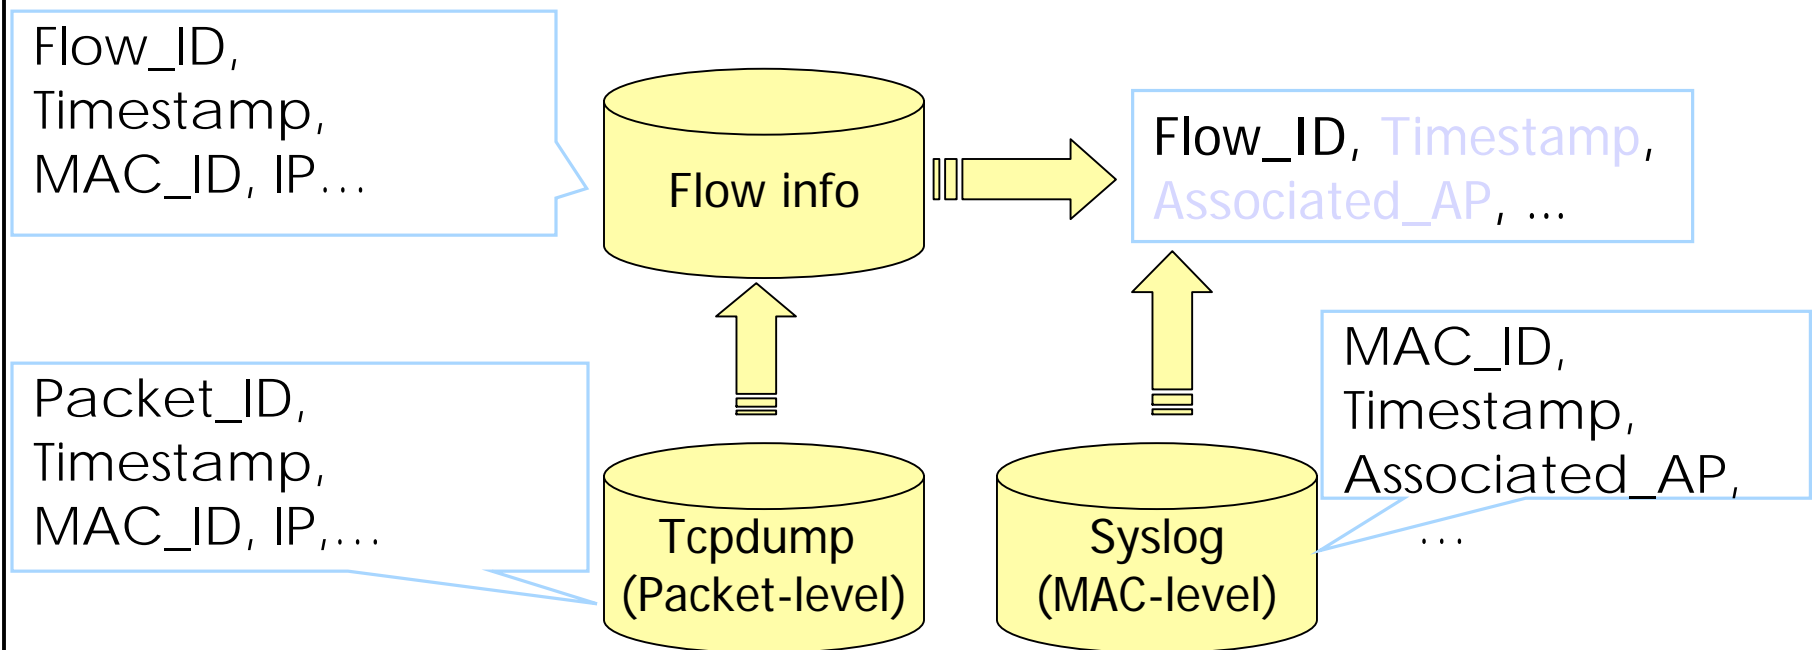 Flow_ID,
Timestamp,
MAC_ID, IP...
Flow info
Flow_ID, Timestamp,
Associated_AP, ...
Packet_ID,
Timestamp,
MAC_ID, IP,...
Tcpdump
(Packet-level)
Syslog
(MAC-level)
MAC_ID,
Timestamp,
Associated_AP,
...